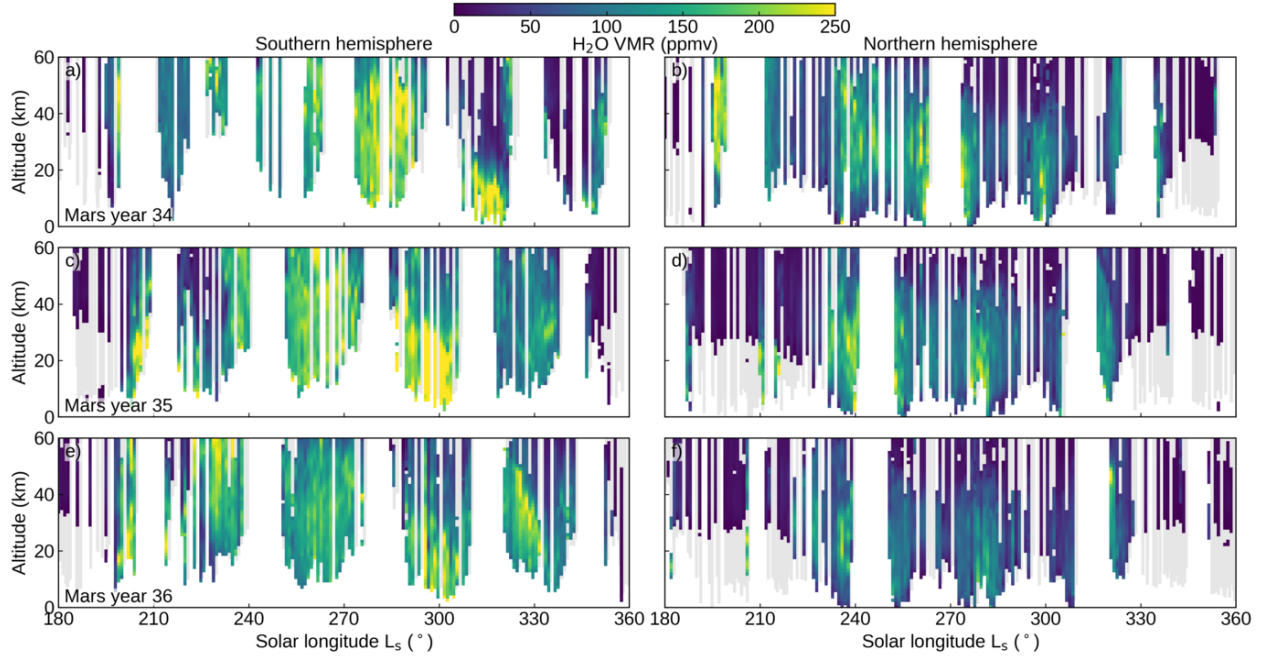 0 50 100 150 200 250
Southern hemisphere H₂O VMR (ppmv) Northern hemisphere
60 a) b)
Altitude (km)
40
20
0 Mars year 34
60 c) d)
Altitude (km)
40
20
0 Mars year 35
60 e) f)
Altitude (km)
40
20
0 Mars year 36
180 210 240 270 300 330 360 180 210 240 270 300 330 360
Solar longitude Lₛ (°) Solar longitude Lₛ (°)